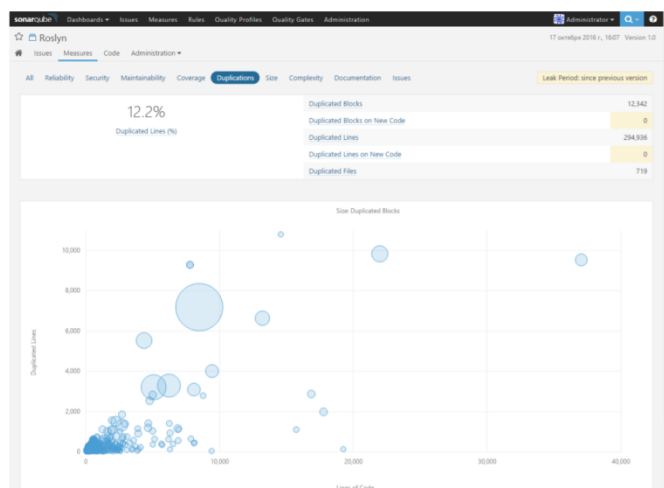 sonarqube Dashboards Issues Measures Rules Quality Profiles Quality Gates Administration Administrator
Roslyn 17 октября 2016 г., 16:07 Version 1.0
Issues Measures Code Administration
All Reliability Security Maintainability Coverage Duplications Size Complexity Documentation Issues Leak Period: since previous version
12.2%
Duplicated Lines (%)
Duplicated Blocks 12,342
Duplicated Blocks on New Code 0
Duplicated Lines 294,936
Duplicated Lines on New Code 0
Duplicated Files 719
Size: Duplicated Blocks
10,000
8,000
6,000
Duplicated Lines
4,000
2,000
0
0 10,000 20,000 30,000 40,000
Lines of Code